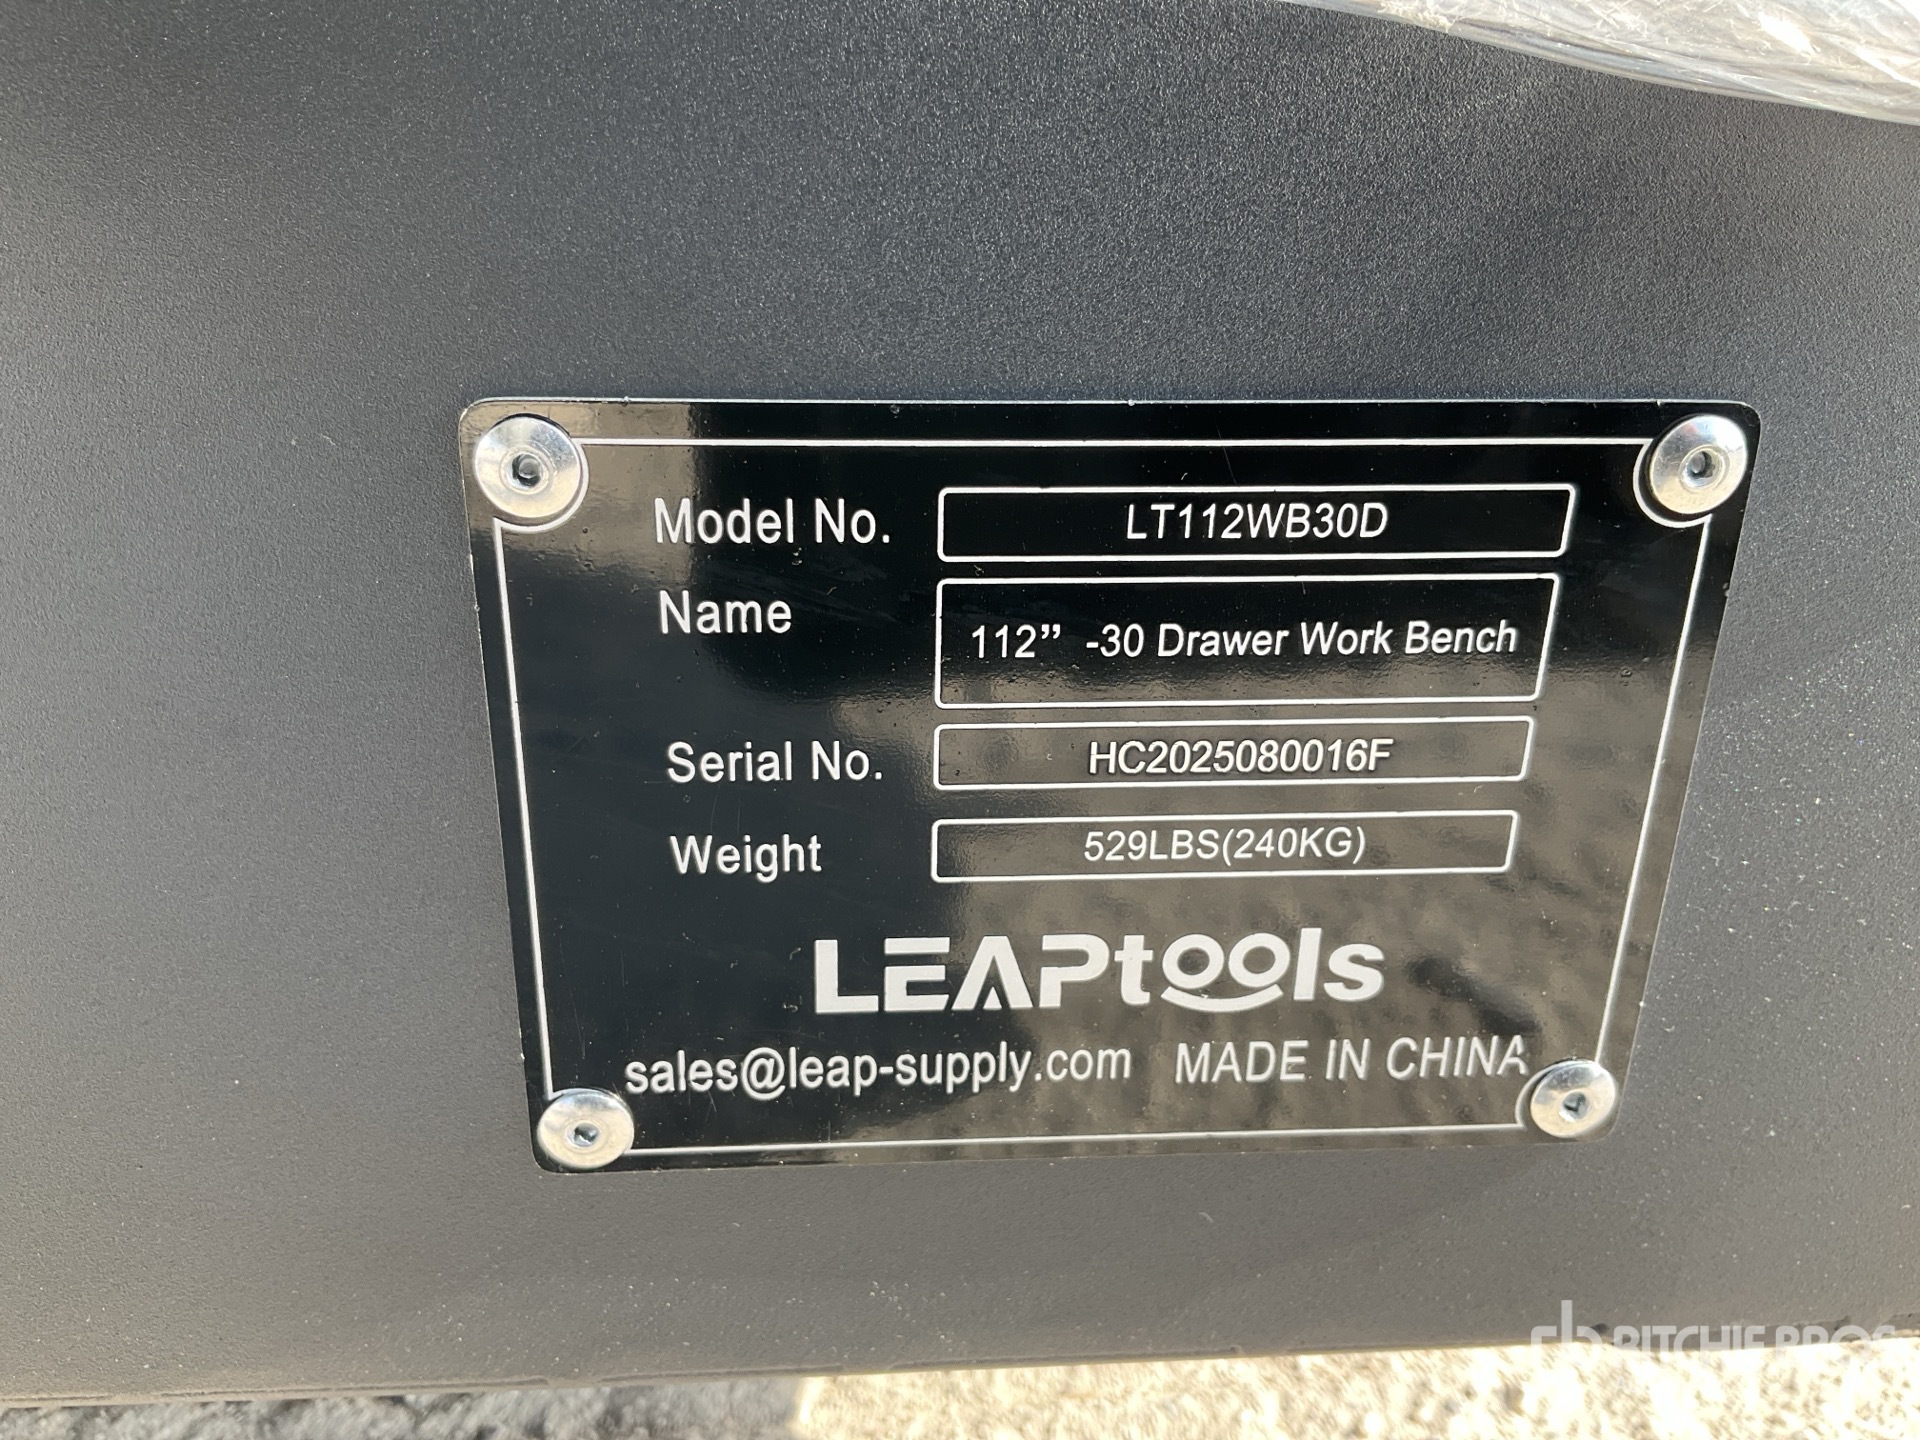 Model No. LT112WB30D
Name 112” -30 Drawer Work Bench
Serial No. HC2025080016F
Weight 529LBS(240KG)
LEAPtools
sales@leap-supply.com MADE IN CHINA
rb RITCHIE BROS